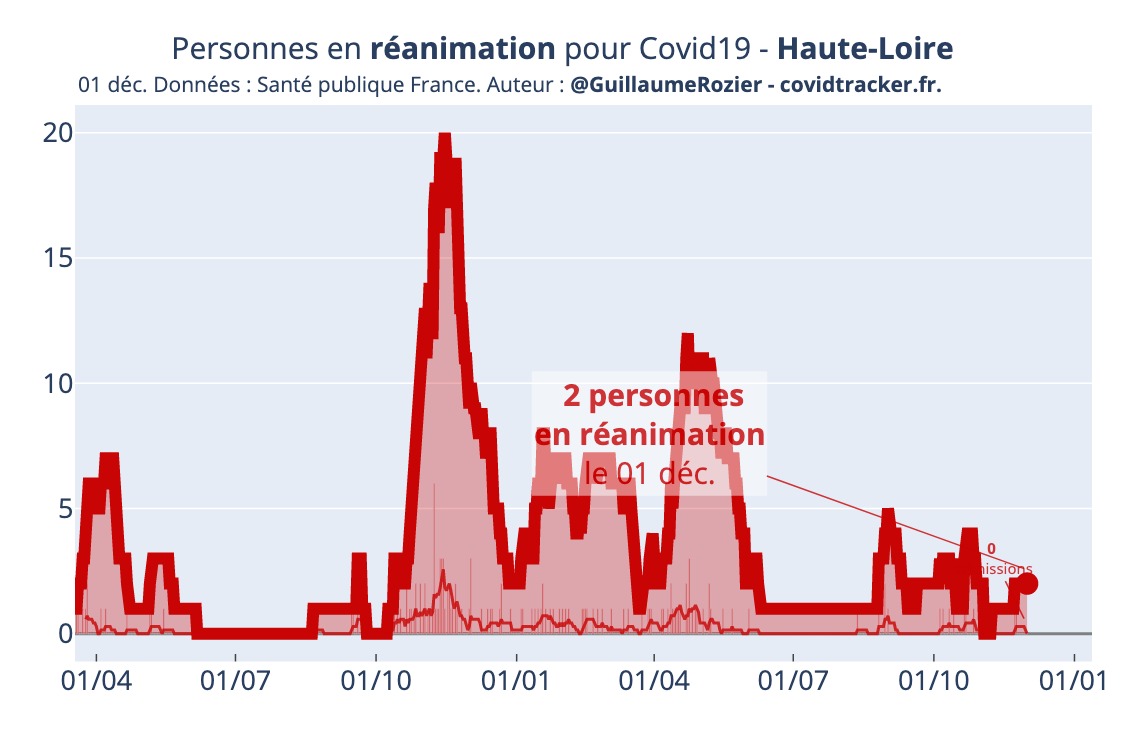 Personnes en réanimation pour Covid19 - Haute-Loire
01 déc. Données : Santé publique France. Auteur : @GuillaumeRozier - covidtracker.fr.
20
15
10
5
0
2 personnes
en réanimation
le 01 déc.
0
01/04
01/07
01/10
01/01
01/04
01/07
01/10
01/01